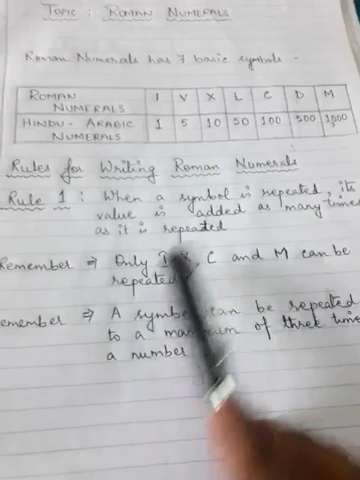 TOPIC : ROMAN NUMERALS
Roman Numerals has 7 basic symbols -
ROMAN NUMERALS I V X L C D M
HINDU - ARABIC NUMERALS 1 5 10 50 100 500 1000
Rules for Writing Roman Numerals
Rule 1 : When a symbol is repeated, its
value is added as many times
as it is repeated
Remember ⇒ Only I X, C and M can be
repeated
Remember ⇒ A symbol can be repeated
to a maximum of three time
a number